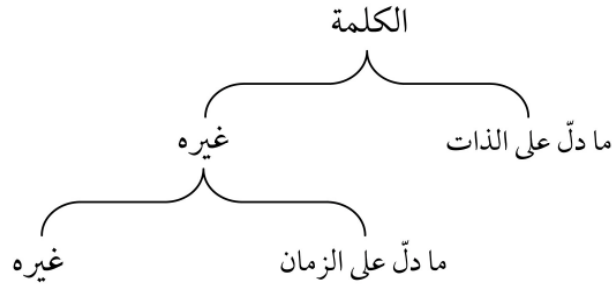 الكلمة
ما دلّ على الذات
غيره
ما دلّ على الزمان
غيره